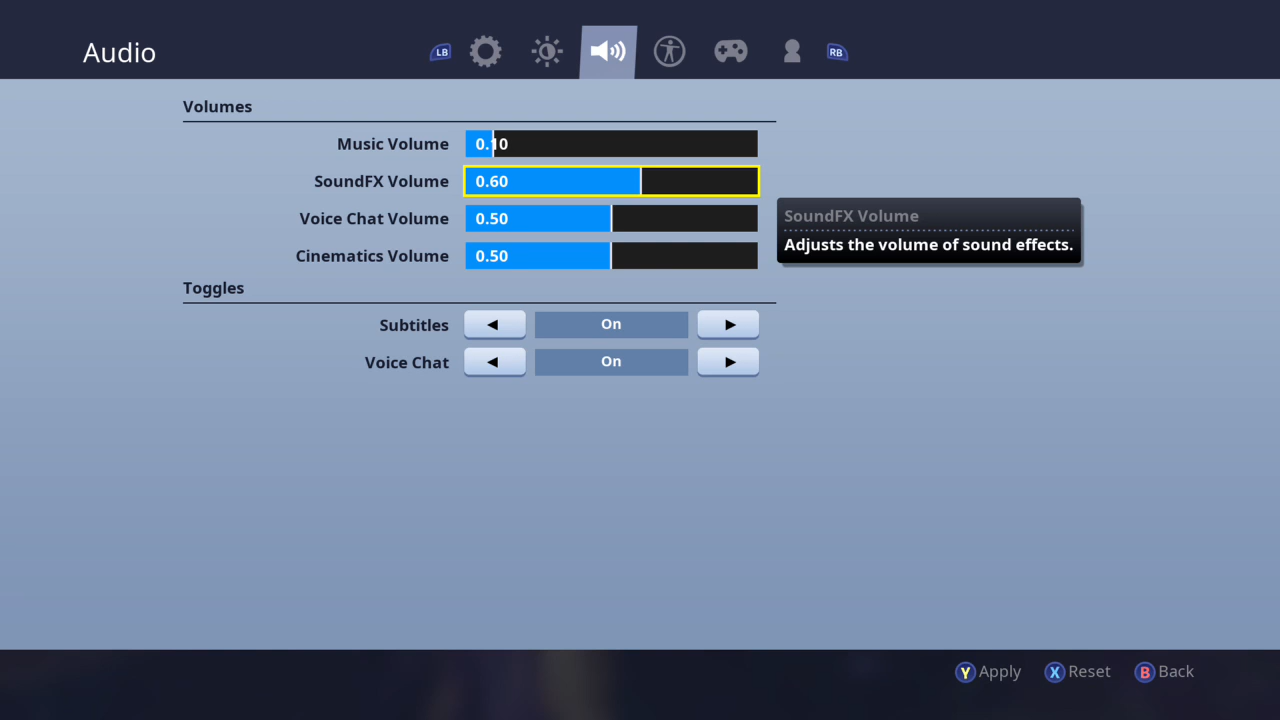 Audio
LB
RB
Volumes
Music Volume
0.10
SoundFX Volume
0.60
Voice Chat Volume
0.50
Cinematics Volume
0.50
SoundFX Volume
Adjusts the volume of sound effects.
Toggles
Subtitles
On
Voice Chat
On
Y Apply
X Reset
B Back